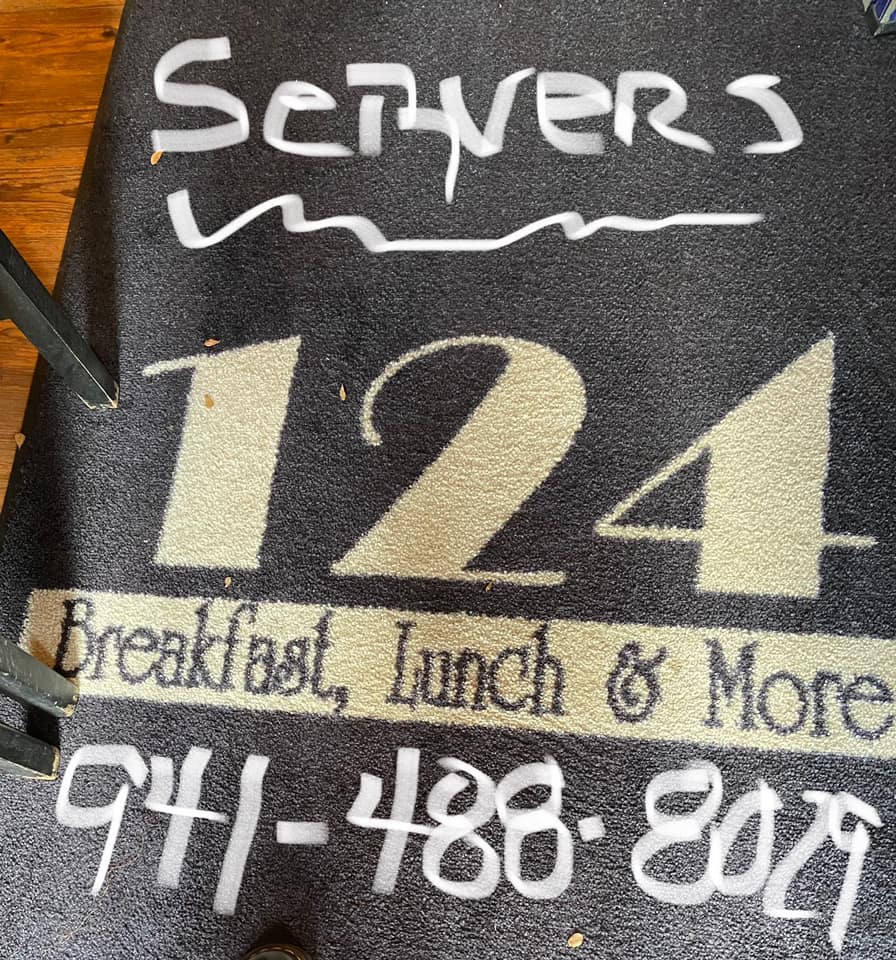 Servers
124
Breakfast, Lunch & More
941-488-8029